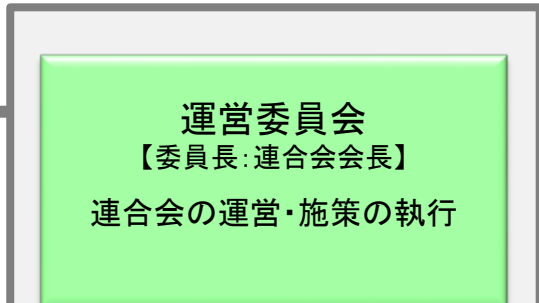 運営委員会
【委員長：連合会会長】
連合会の運営・施策の執行